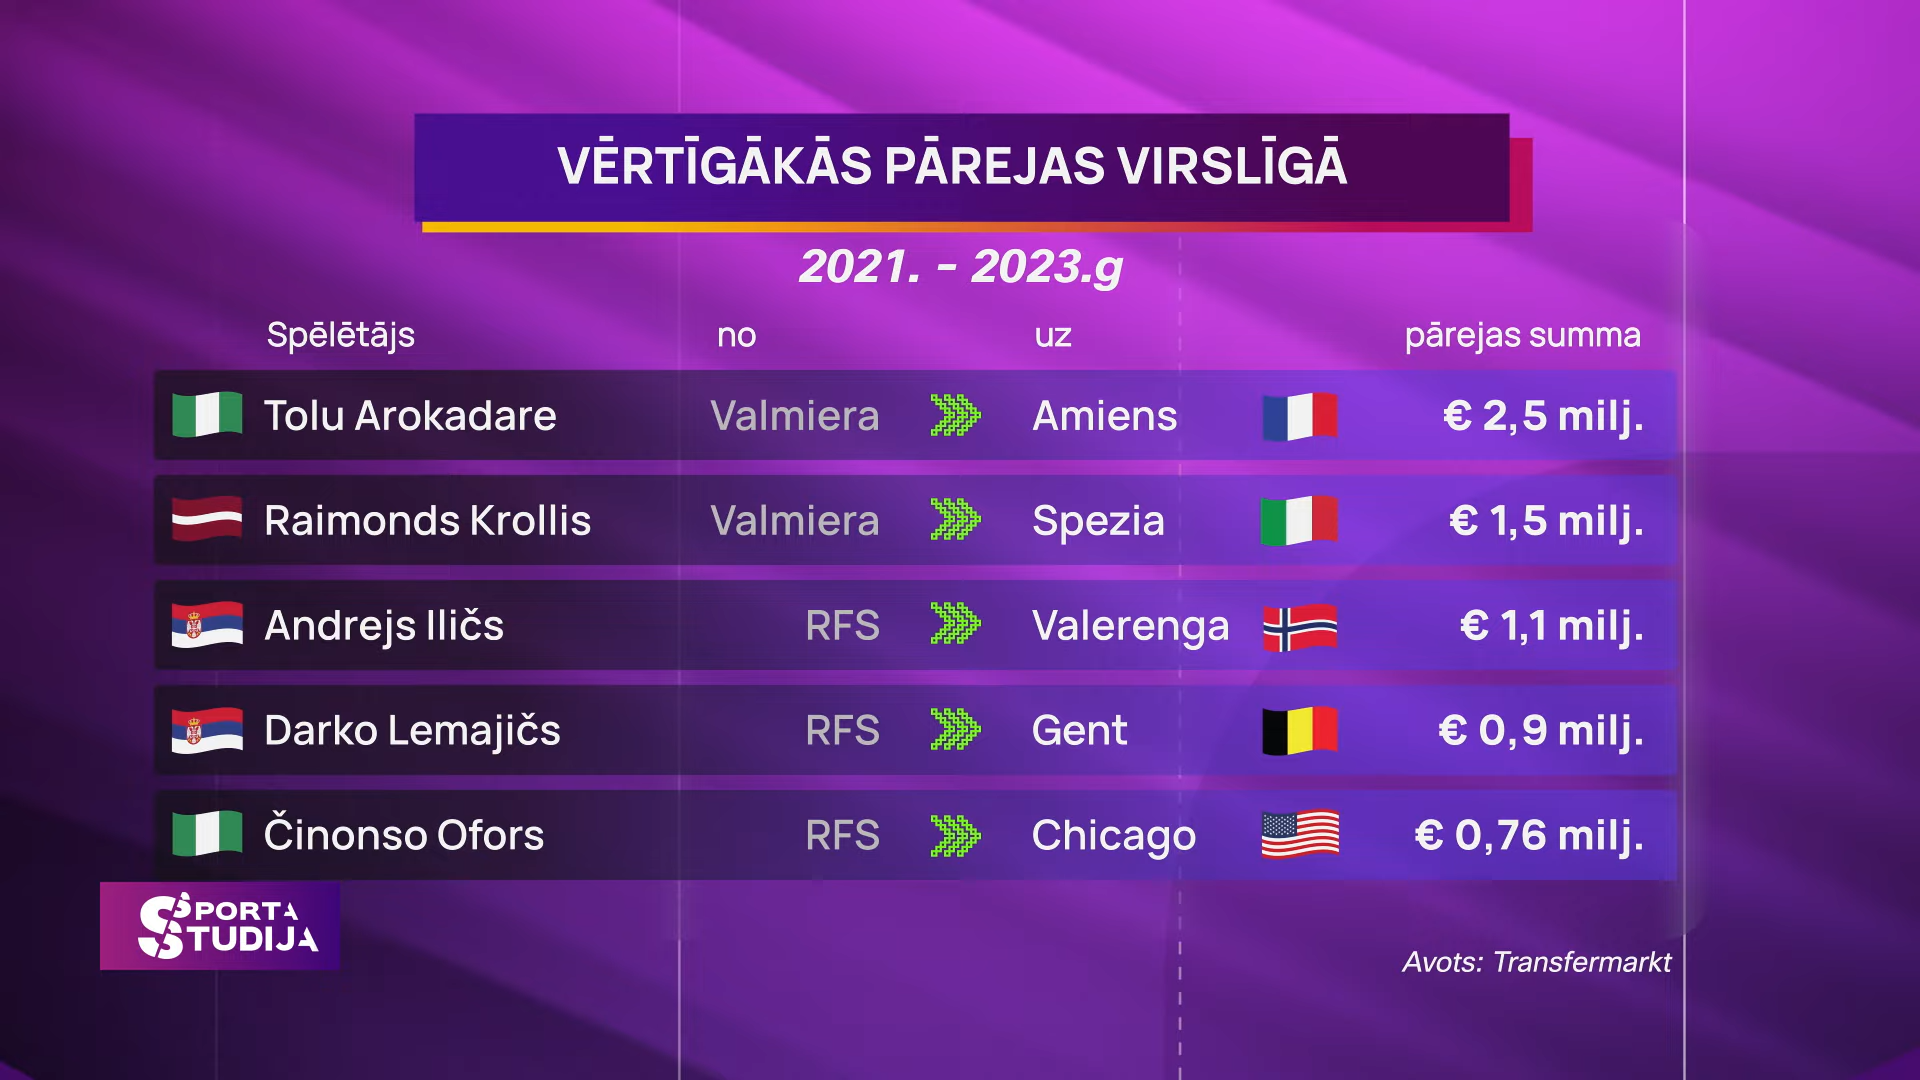 VĒRTĪGĀKĀS PĀREJAS VIRSLĪGĀ
2021. - 2023.g
Spēlētājs no uz pārejas summa
Tolu Arokadare Valmiera Amiens € 2,5 milj.
Raimonds Krollis Valmiera Spezia € 1,5 milj.
Andrejs Iličs RFS Valerenga € 1,1 milj.
Darko Lemajičs RFS Gent € 0,9 milj.
Činonso Ofors RFS Chicago € 0,76 milj.
SPORTA
STUDIJA
Avots: Transfermarkt